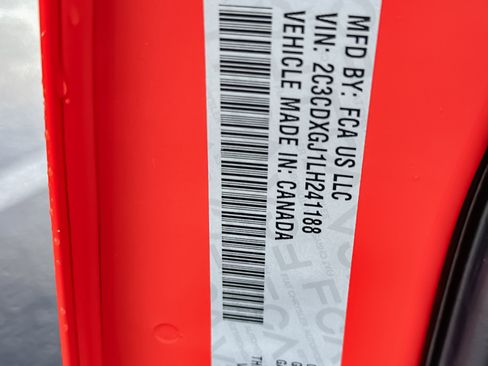 MFD BY: FCA US LLC
VIN: 2C3CDXGJ1LH241188
VEHICLE MADE IN: CANADA